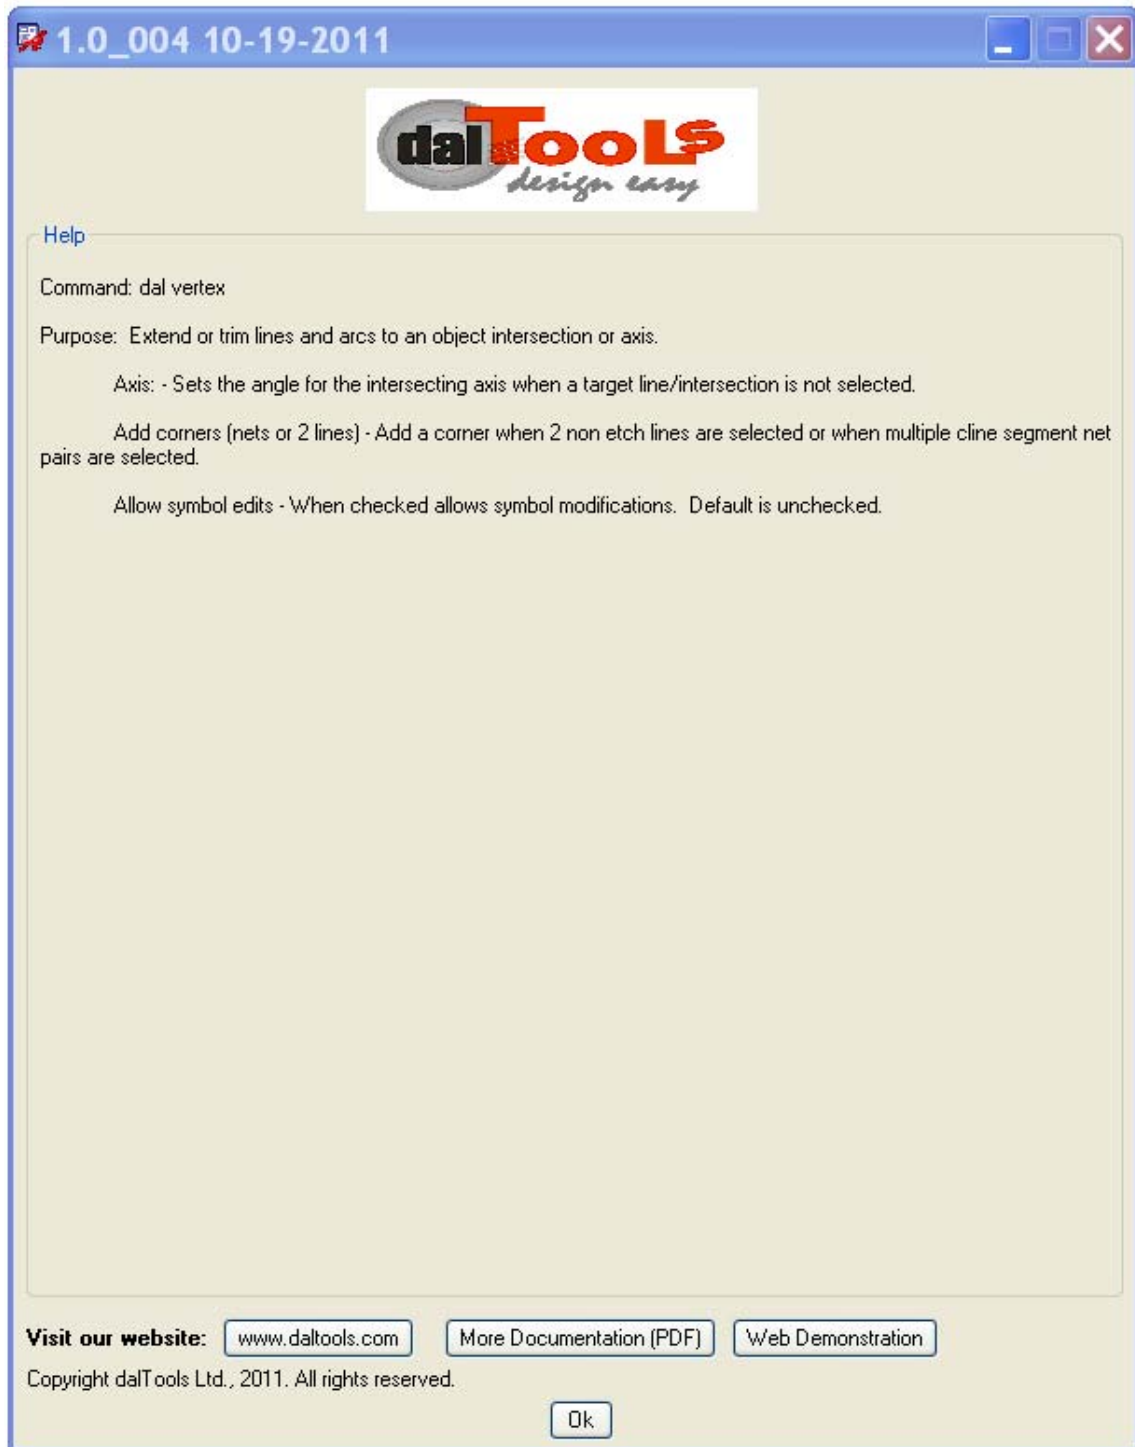 1.0_004 10-19-2011
dalTooLs
design easy
Help
Command: dal vertex
Purpose:  Extend or trim lines and arcs to an object intersection or axis.
Axis: - Sets the angle for the intersecting axis when a target line/intersection is not selected.
Add corners (nets or 2 lines) - Add a corner when 2 non etch lines are selected or when multiple cline segment net
pairs are selected.
Allow symbol edits - When checked allows symbol modifications.  Default is unchecked.
Visit our website: www.daltools.com More Documentation (PDF) Web Demonstration
Copyright dalTools Ltd., 2011. All rights reserved.
Ok